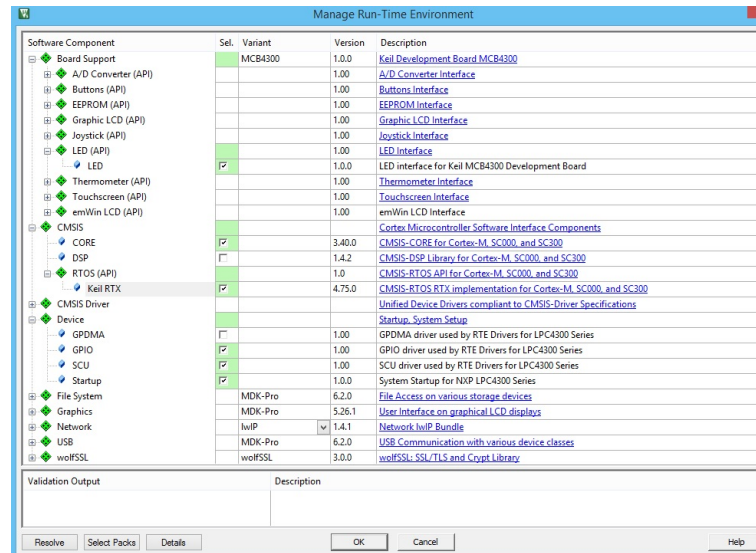 Manage Run-Time Environment
Software Component Sel. Variant Version Description
Board Support MCB4300 1.0.0 Keil Development Board MCB4300
A/D Converter (API) 1.00 A/D Converter Interface
Buttons (API) 1.00 Buttons Interface
EEPROM (API) 1.00 EEPROM Interface
Graphic LCD (API) 1.00 Graphic LCD Interface
Joystick (API) 1.00 Joystick Interface
LED (API) 1.00 LED Interface
LED 1.0.0 LED interface for Keil MCB4300 Development Board
Thermometer (API) 1.00 Thermometer Interface
Touchscreen (API) 1.00 Touchscreen Interface
emWin LCD (API) 1.00 emWin LCD Interface
CMSIS Cortex Microcontroller Software Interface Components
CORE 3.40.0 CMSIS-CORE for Cortex-M, SC000, and SC300
DSP 1.4.2 CMSIS-DSP Library for Cortex-M, SC000, and SC300
RTOS (API) 1.0 CMSIS-RTOS API for Cortex-M, SC000, and SC300
Keil RTX 4.75.0 CMSIS-RTOS RTX implementation for Cortex-M, SC000, and SC300
CMSIS Driver Unified Device Drivers compliant to CMSIS-Driver Specifications
Device Startup, System Setup
GPDMA 1.00 GPDMA driver used by RTE Drivers for LPC4300 Series
GPIO 1.00 GPIO driver used by RTE Drivers for LPC4300 Series
SCU 1.00 SCU driver used by RTE Drivers for LPC4300 Series
Startup 1.0.0 System Startup for NXP LPC4300 Series
File System MDK-Pro 6.2.0 File Access on various storage devices
Graphics MDK-Pro 5.26.1 User Interface on graphical LCD displays
Network lwIP 1.4.1 Network lwIP Bundle
USB MDK-Pro 6.2.0 USB Communication with various device classes
wolfSSL wolfSSL 3.0.0 wolfSSL: SSL/TLS and Crypt Library
Validation Output Description
Resolve Select Packs Details OK Cancel Help